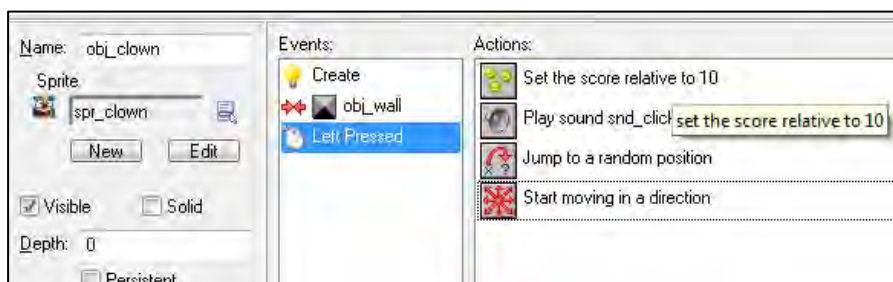 Name: obj_clown
Sprite
spr_clown
New Edit
Visible Solid
Depth: 0
Persistent
Events:
Create
obj_wall
Left Pressed
Actions:
Set the score relative to 10
Play sound snd_click
set the score relative to 10
Jump to a random position
Start moving in a direction